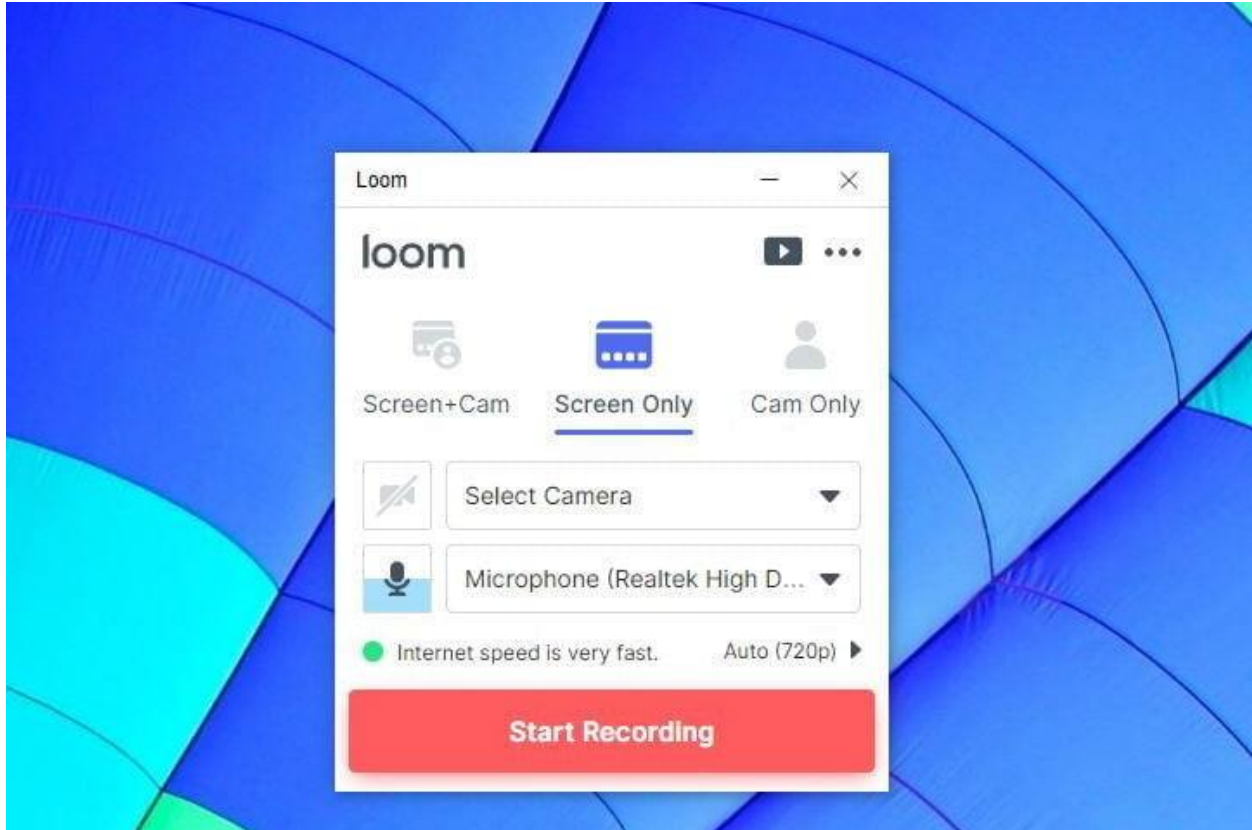 Loom
loom
Screen+Cam
Screen Only
Cam Only
Select Camera
Microphone (Realtek High D...
Internet speed is very fast.
Auto (720p)
Start Recording